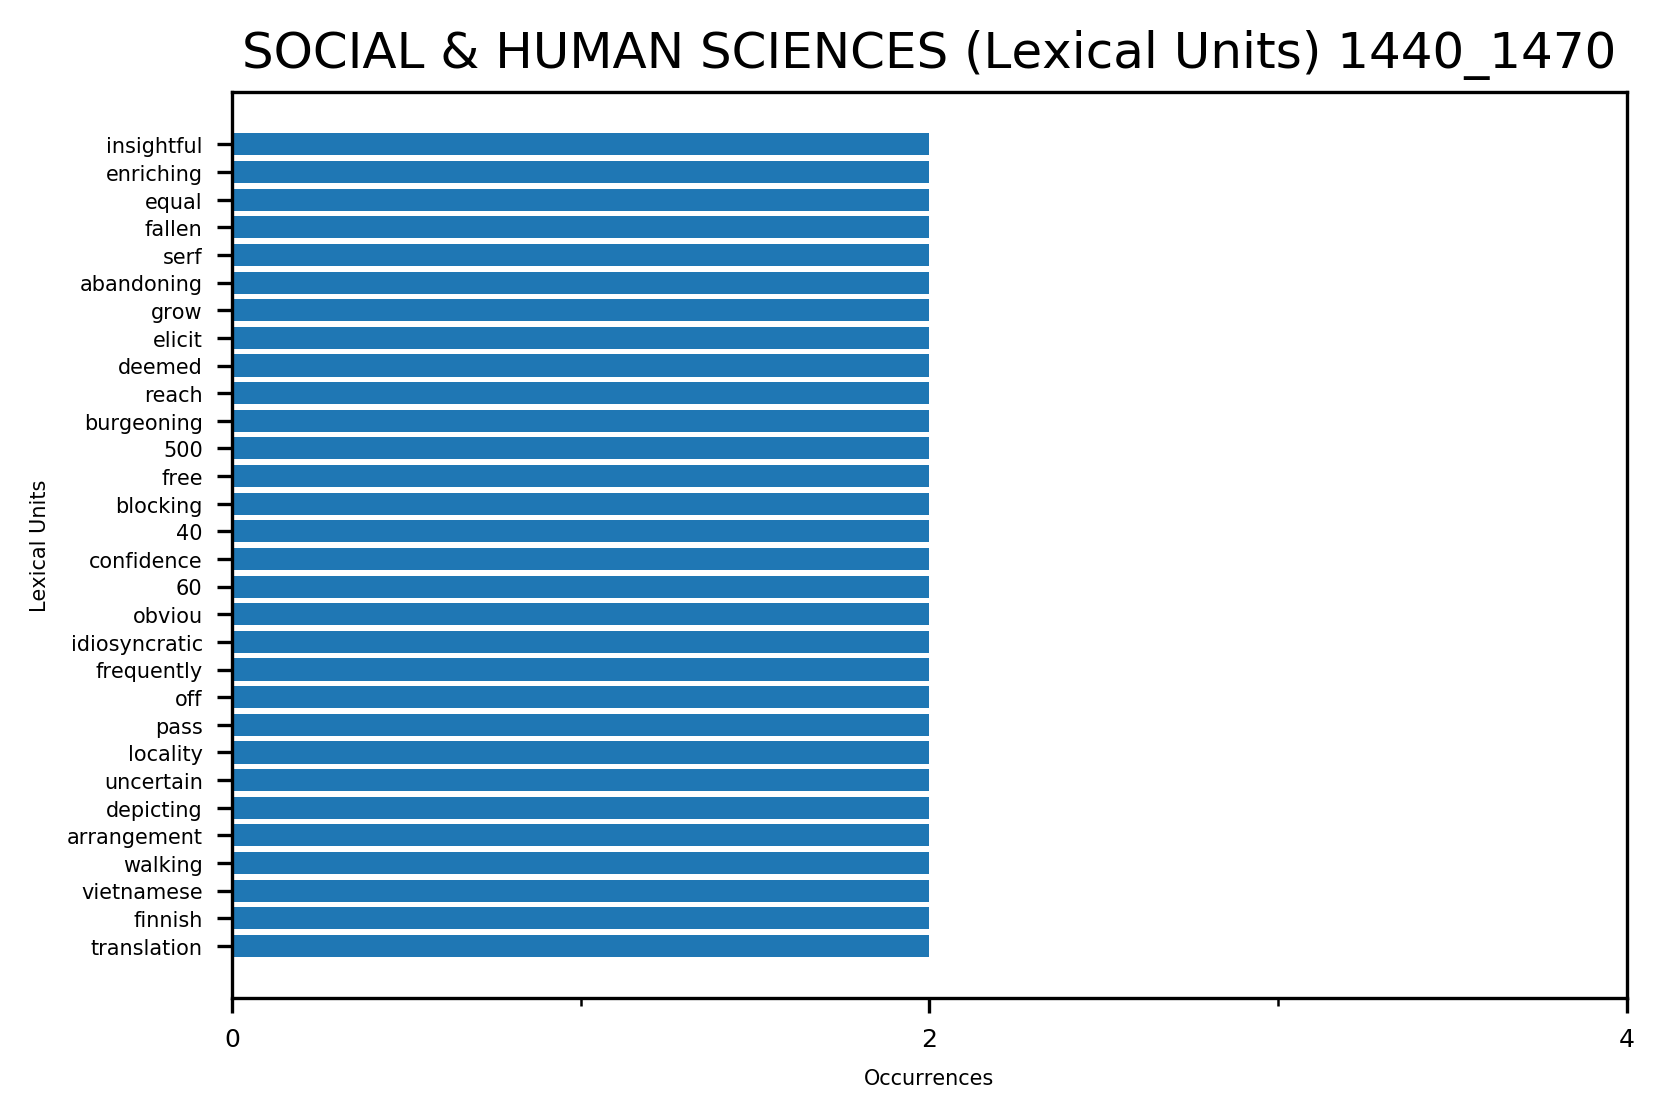 SOCIAL & HUMAN SCIENCES (Lexical Units) 1440_1470
insightful
enriching
equal
fallen
serf
abandoning
grow
elicit
deemed
reach
burgeoning
500
free
blocking
40
confidence
60
obviou
idiosyncratic
frequently
off
pass
locality
uncertain
depicting
arrangement
walking
vietnamese
finnish
translation
Lexical Units
0 2 4
Occurrences